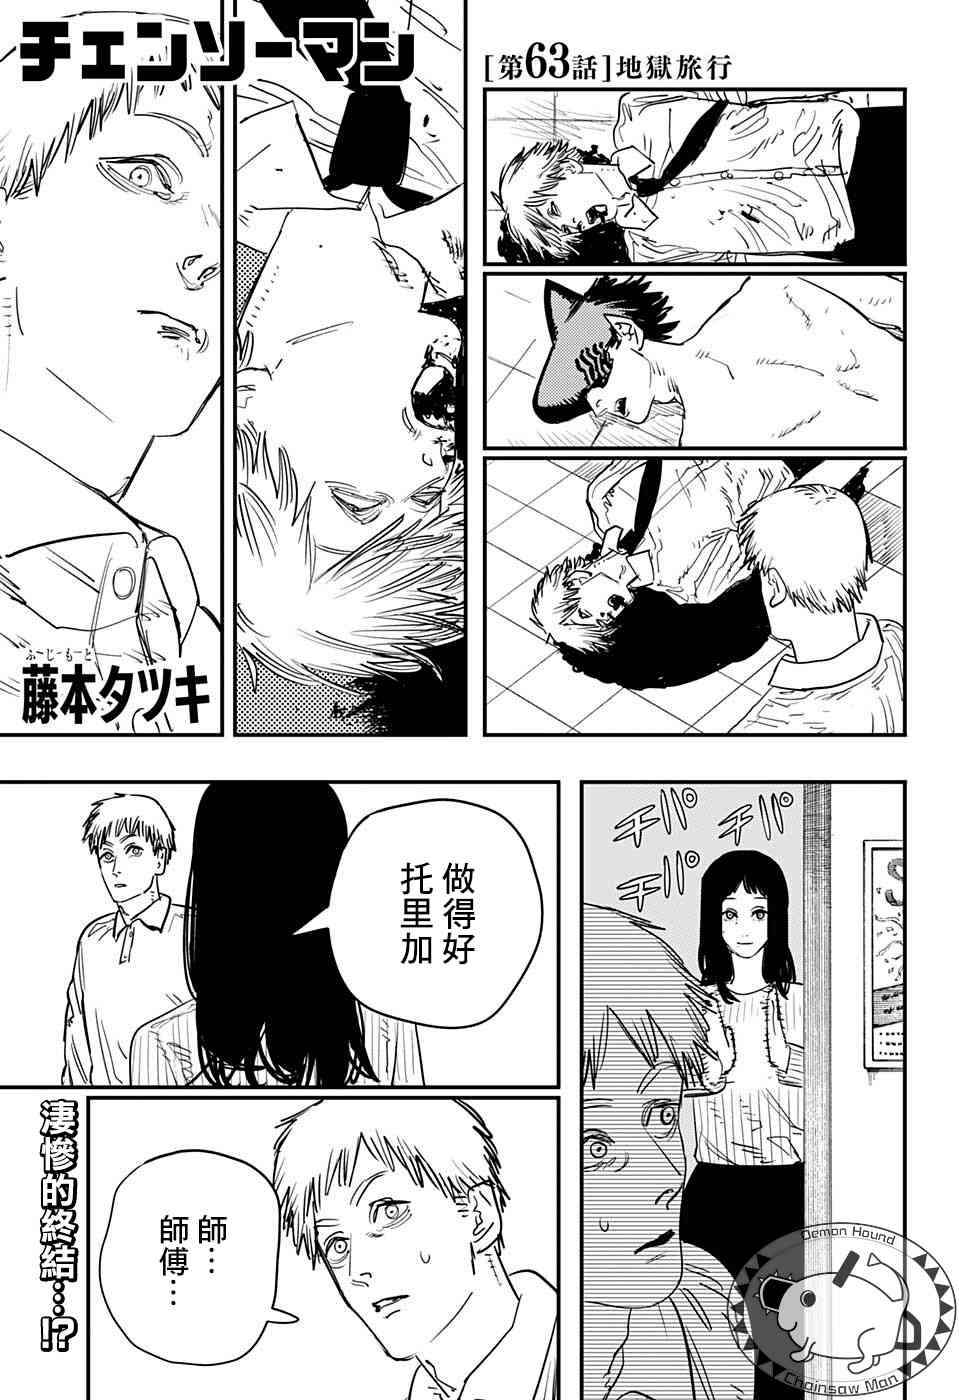 チェンソーマン
[第63話]地獄旅行
ふじもと
藤本タツキ
パチ
パチ
パチ
做得好
托里加
師…
師傅…
淒慘的終結…!?
Demon Hound
Chainsaw Man